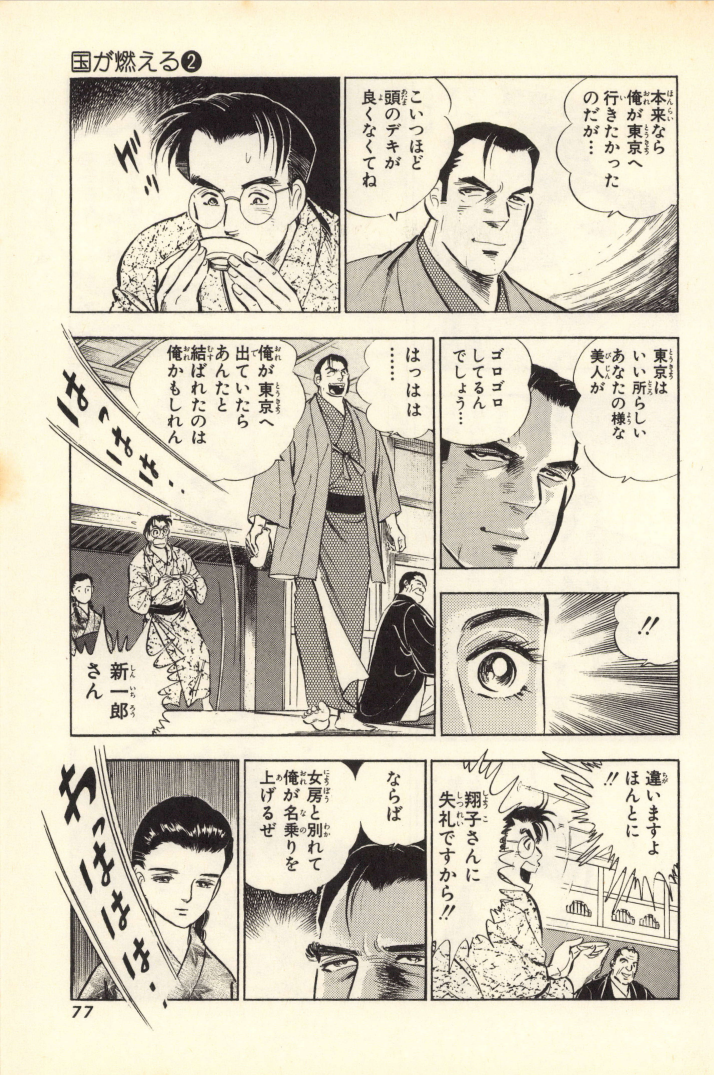 国が燃える❷
本来なら
俺が東京へ
行きたかった
のだが…
こいつほど
頭のデキが
良くなくてね
グッ…
東京は
いい所らしい
あなたの様な
美人が
ゴロゴロ
してるん
でしょう…
!!
はっはは
……
俺が東京へ
出ていたら
あんたと
結ばれたのは
俺かもしれん
はっはっはっ…
新一郎
さん
違いますよ
ほんとに
!!
翔子さんに
失礼ですから!!
ならば
女房と別れて
俺が名乗りを
上げるぜ
あっははは…
77